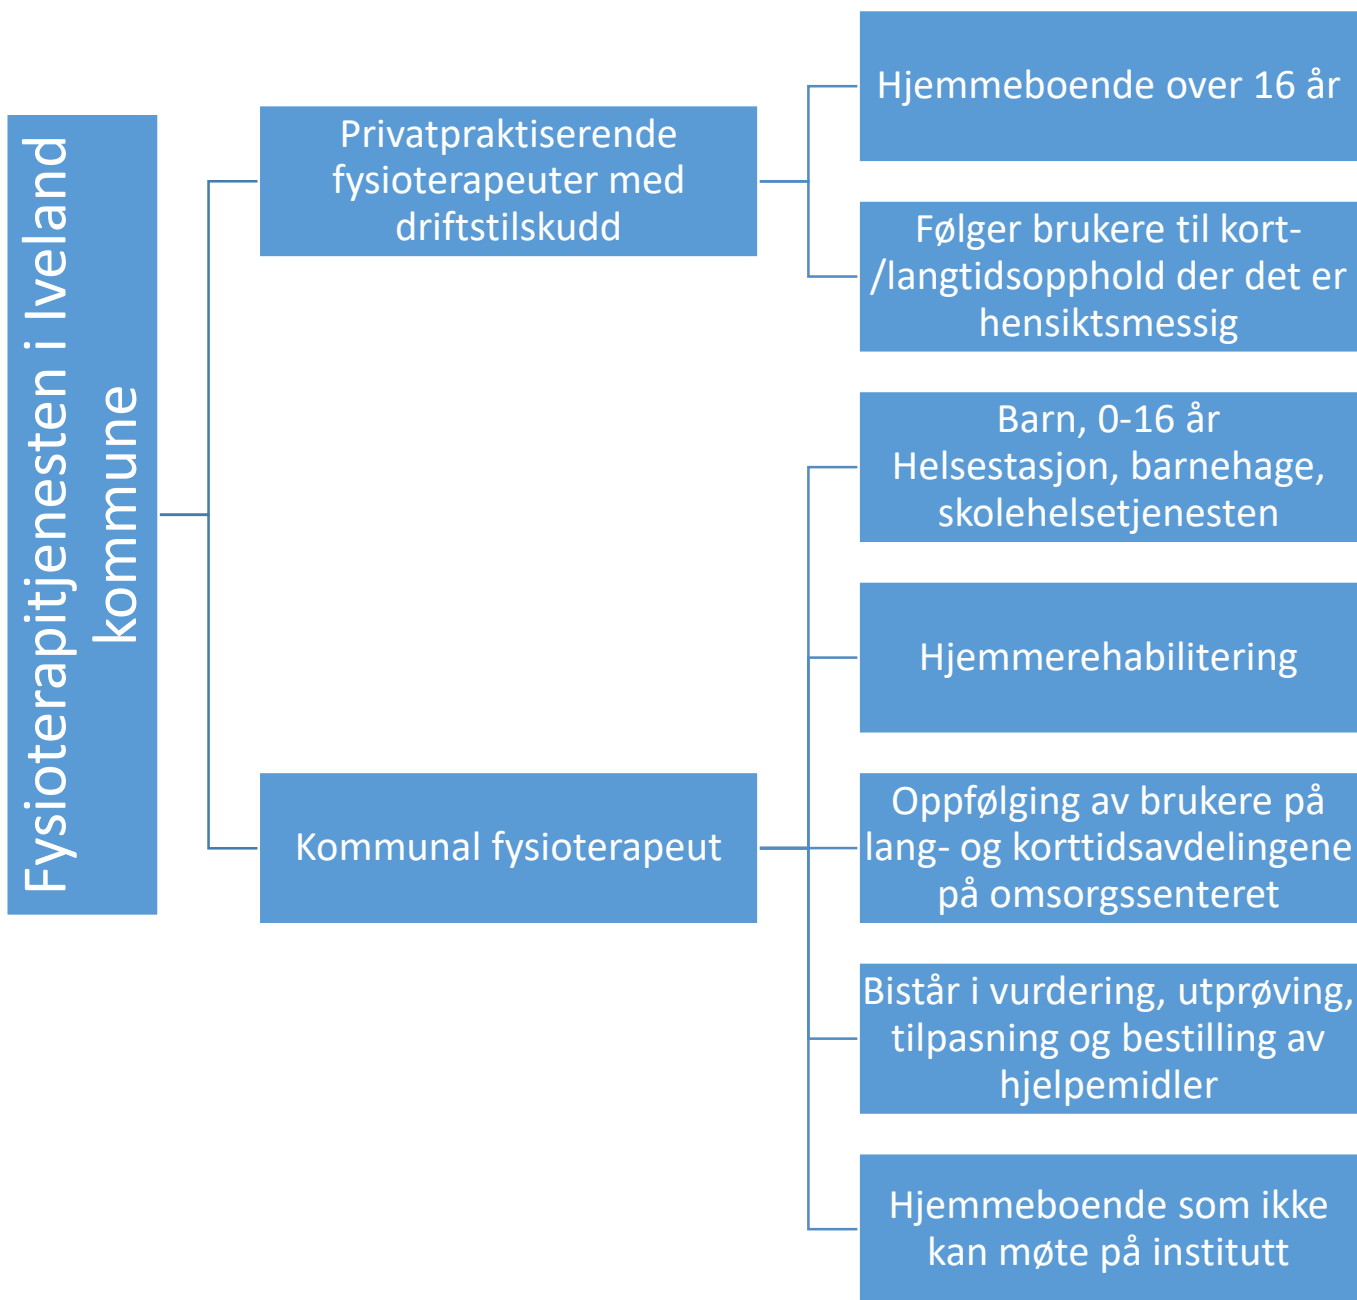 Fysioterapitjenesten i Iveland
kommune
Privatpraktiserende
fysioterapeuter med
driftstilskudd
Hjemmeboende over 16 år
Følger brukere til kort-
/langtidsopphold der det er
hensiktsmessig
Kommunal fysioterapeut
Barn, 0-16 år
Helsestasjon, barnehage,
skolehelsetjenesten
Hjemmerehabilitering
Oppfølging av brukere på
lang- og korttidsavdelingene
på omsorgssenteret
Bistår i vurdering, utprøving,
tilpasning og bestilling av
hjelpemidler
Hjemmeboende som ikke
kan møte på institutt